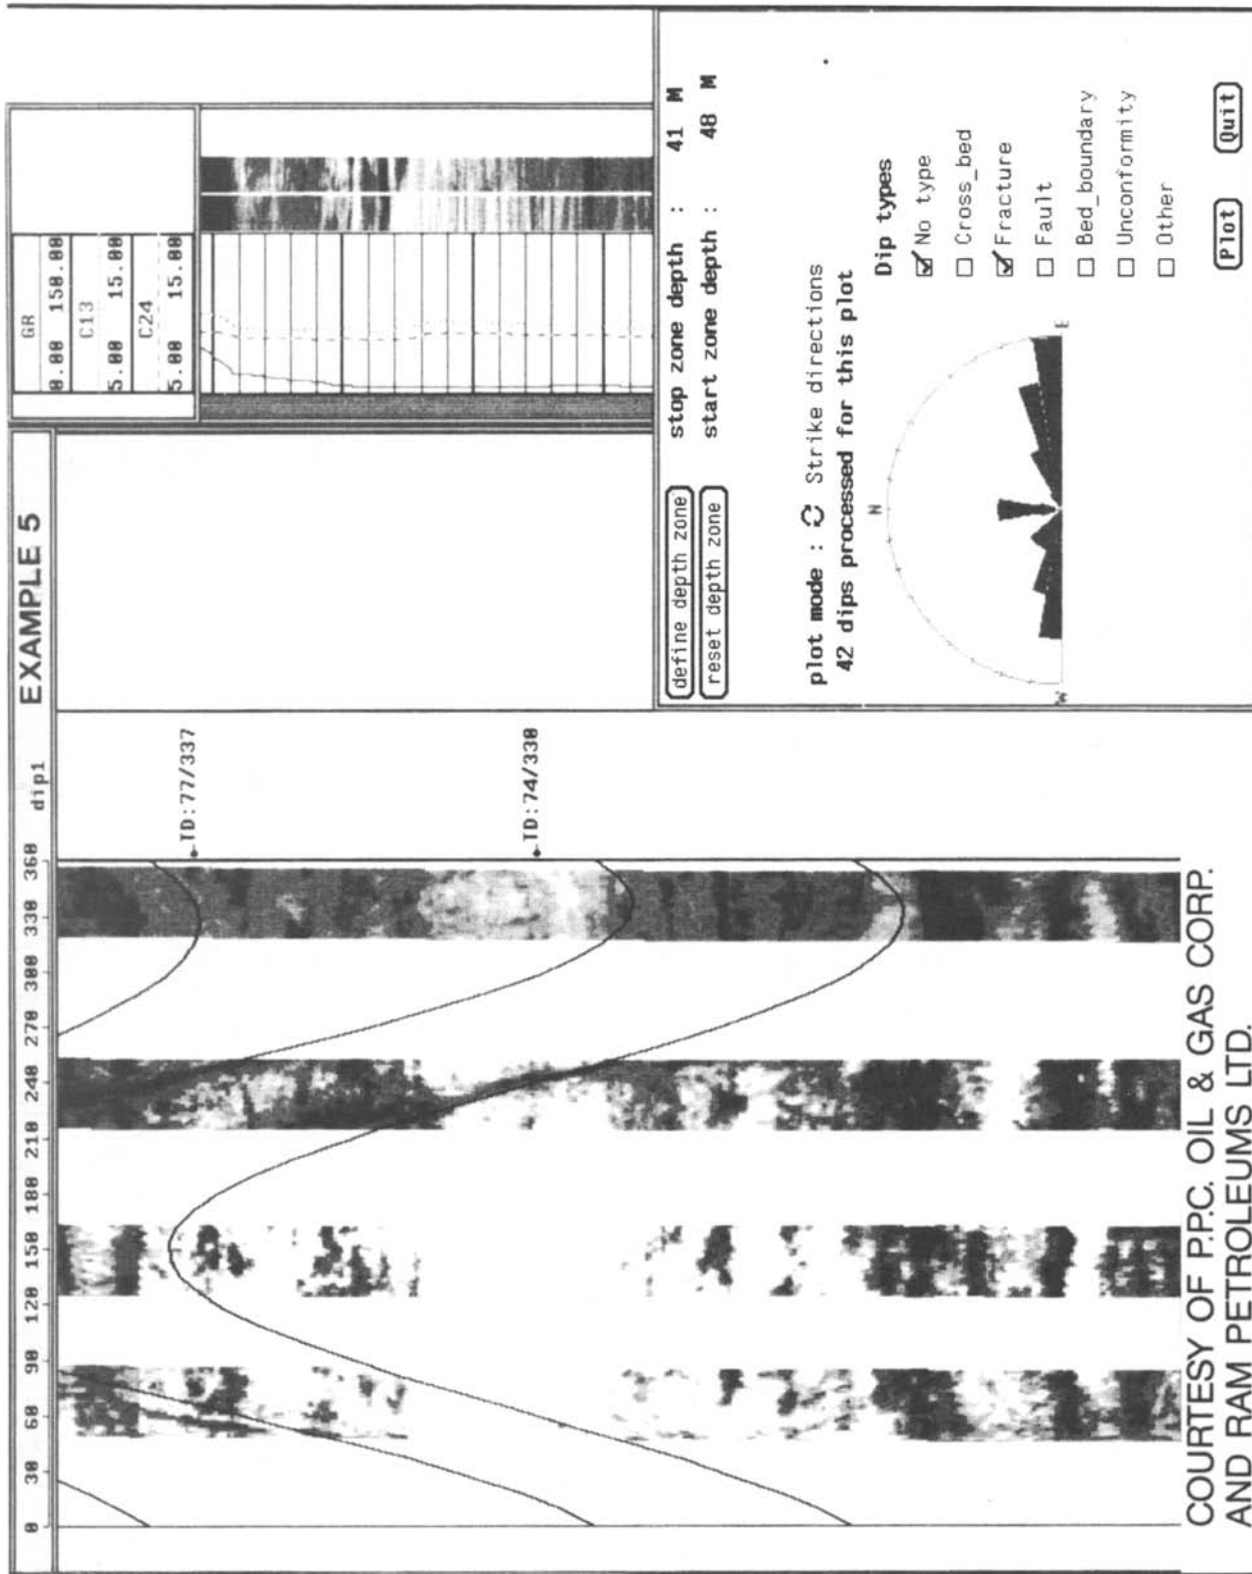 EXAMPLE 5
0 30 60 90 120 150 180 210 240 270 300 330 360 dip1
TD:77/337
TD:74/330
GR
0.00 150.00
C13
5.00 15.00
C24
5.00 15.00
define depth zone stop zone depth : 41 M
reset depth zone start zone depth : 48 M
plot mode : Strike directions
42 dips processed for this plot
N
W
E
Dip types
No type
Cross_bed
Fracture
Fault
Bed_boundary
Unconformity
Other
Plot Quit
COURTESY OF P.P.C. OIL & GAS CORP.
AND RAM PETROLEUMS LTD.